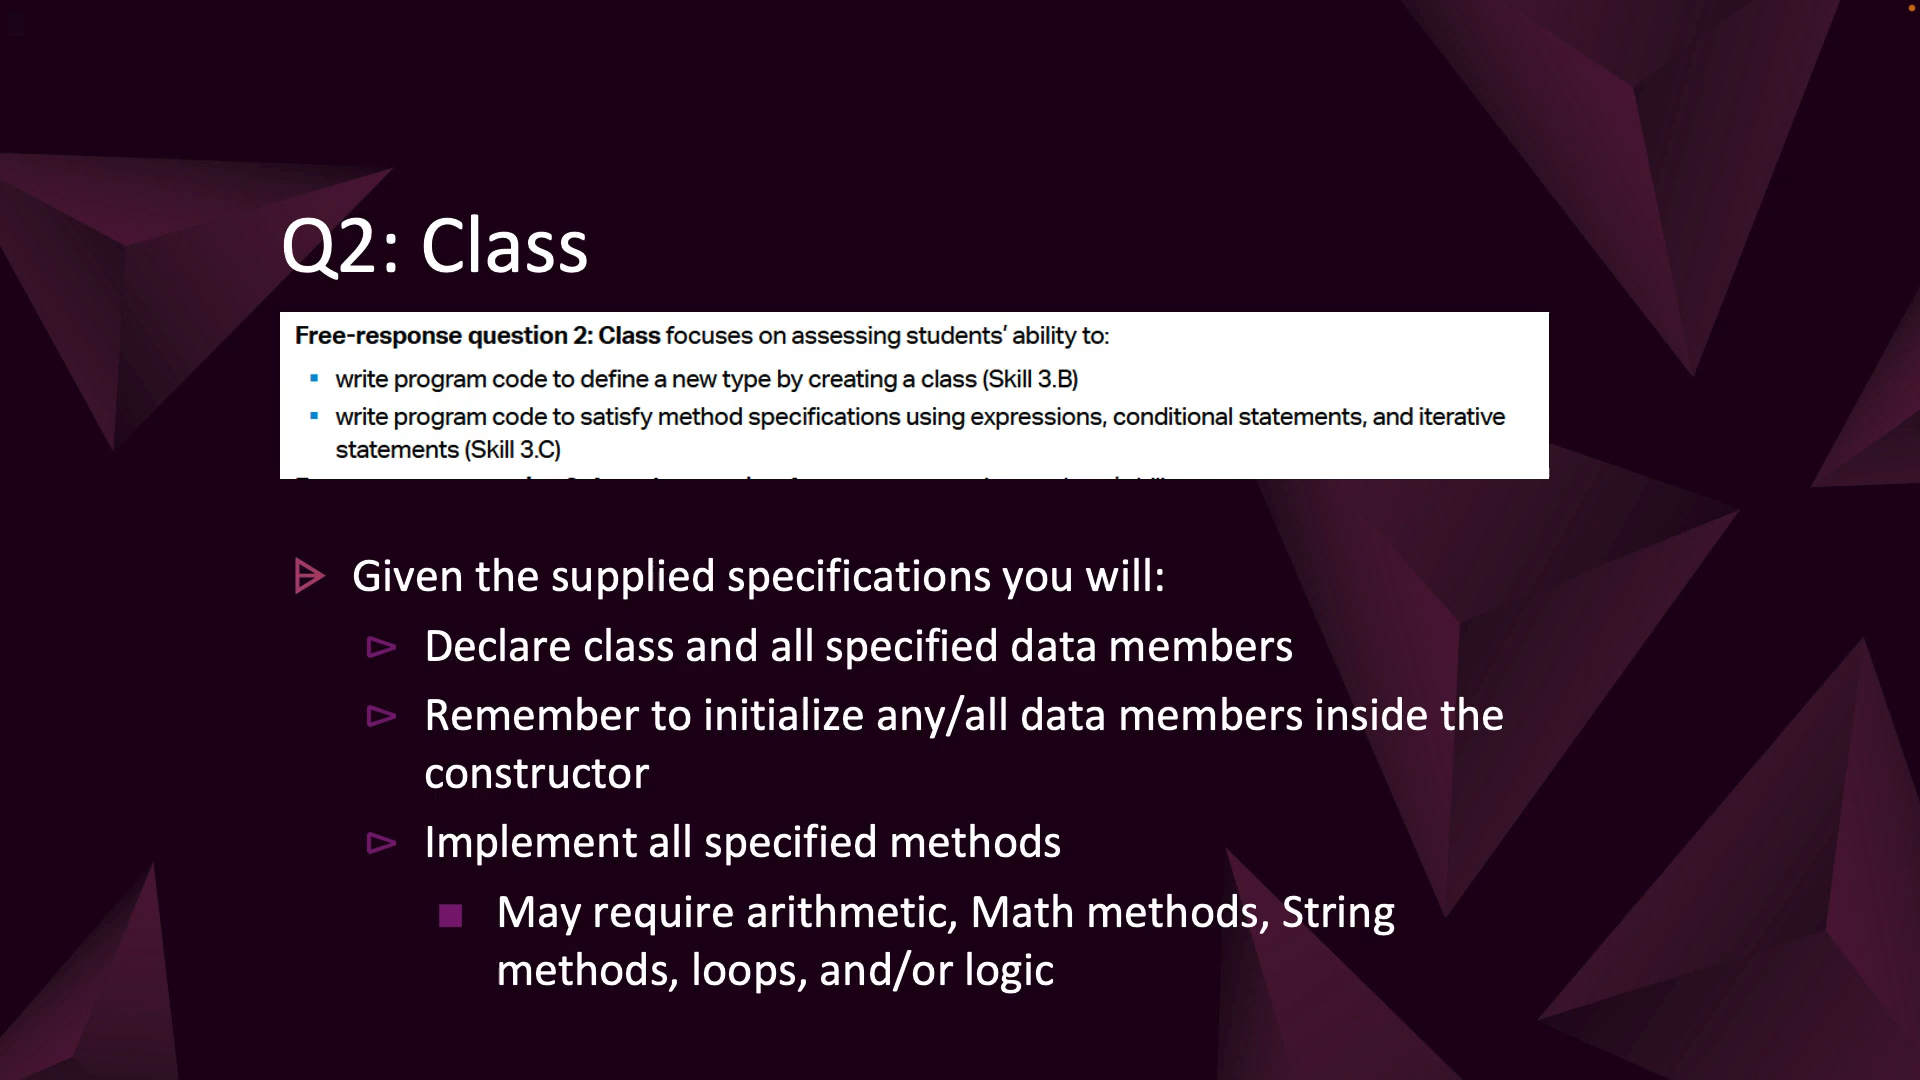 Q2: Class
Free-response question 2: Class focuses on assessing students’ ability to:
▪ write program code to define a new type by creating a class (Skill 3.B)
▪ write program code to satisfy method specifications using expressions, conditional statements, and iterative
statements (Skill 3.C)
Given the supplied specifications you will:
Declare class and all specified data members
Remember to initialize any/all data members inside the
constructor
Implement all specified methods
■ May require arithmetic, Math methods, String
methods, loops, and/or logic